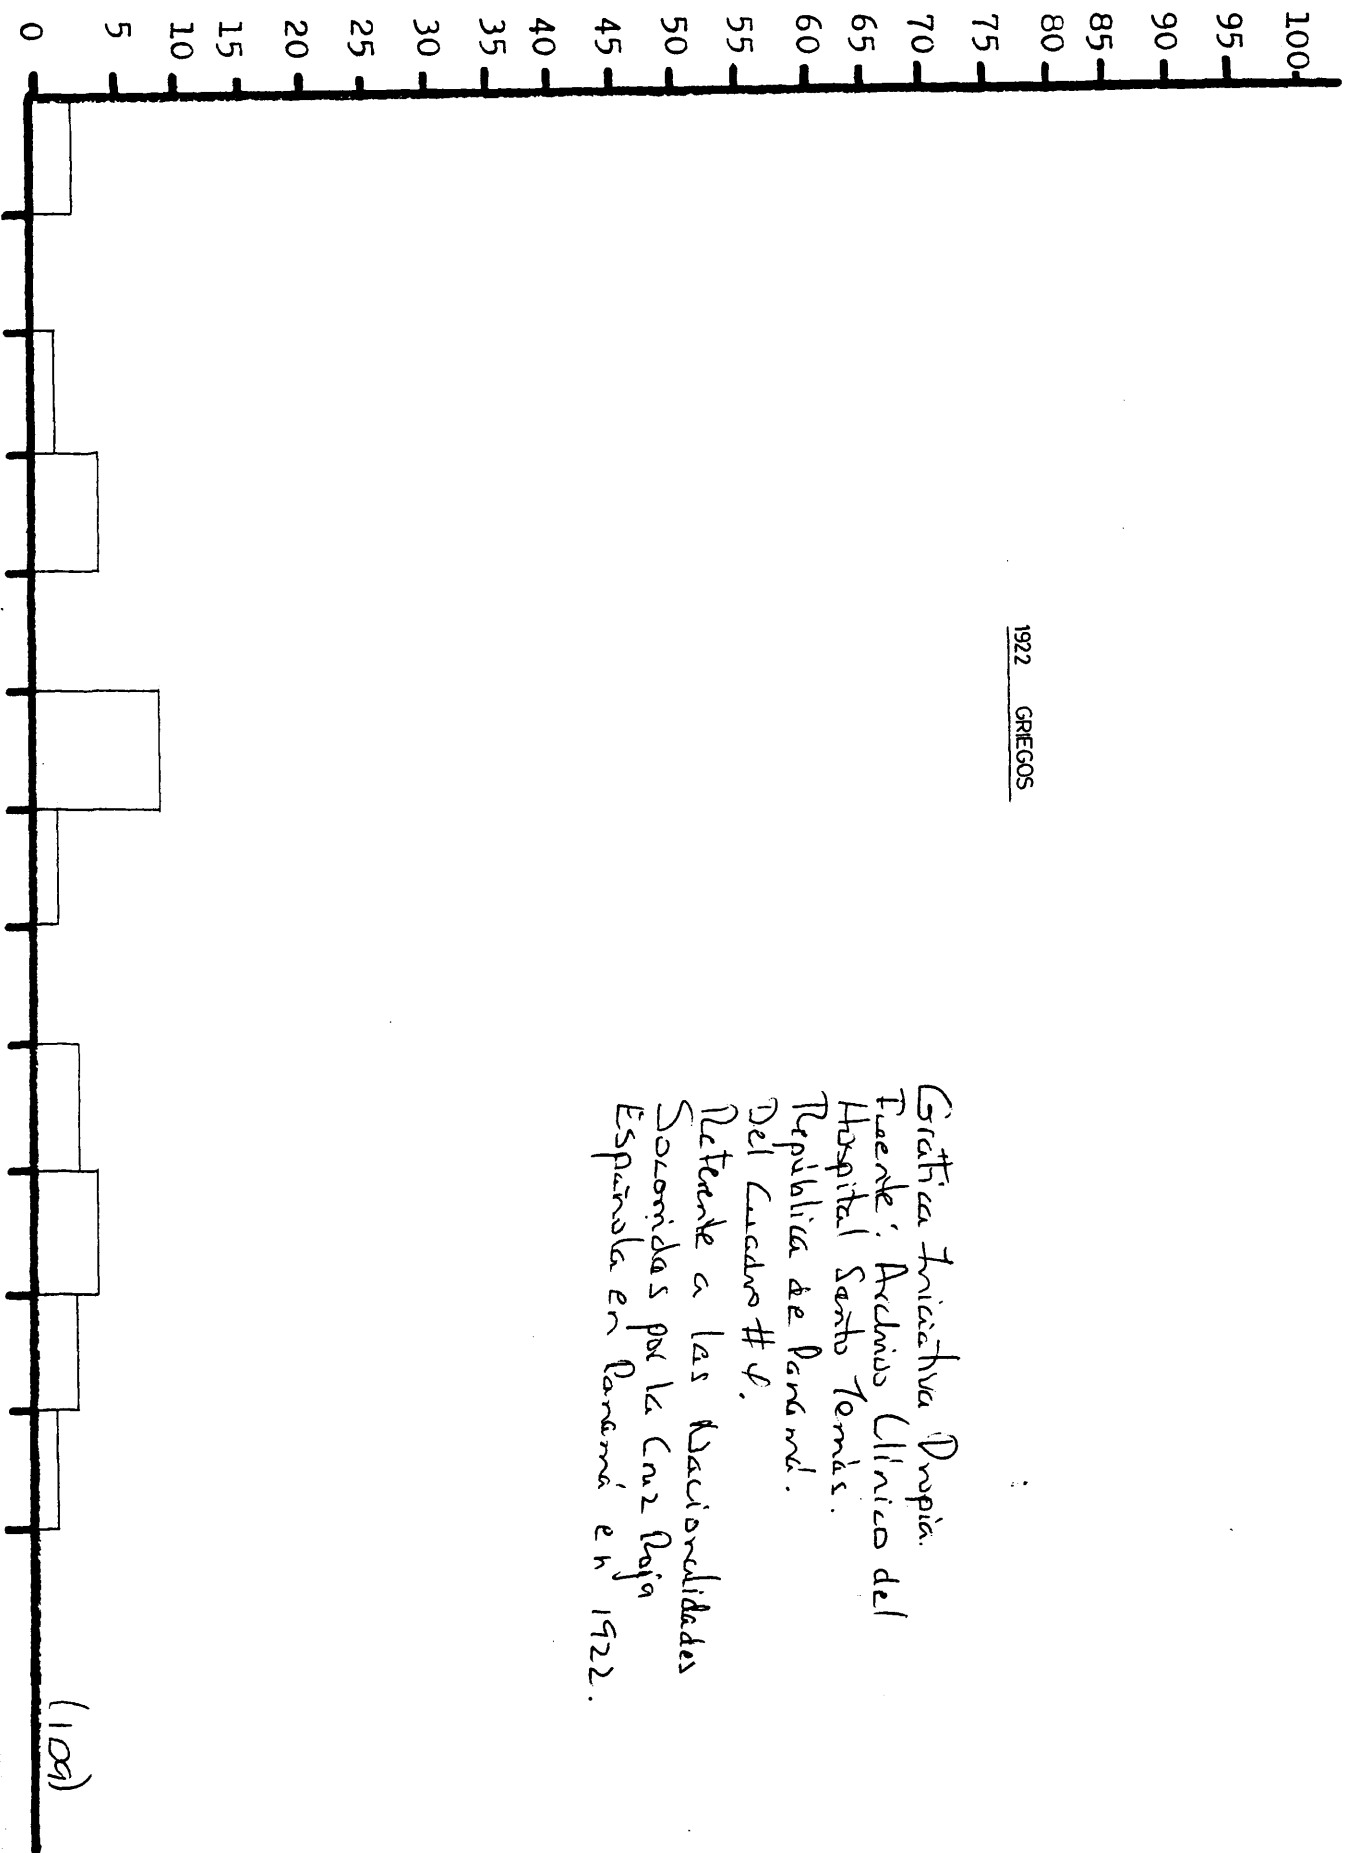 100
95
90
85
80
75
70
65
60
55
50
45
40
35
30
25
20
15
10
5
0
1922 GRIEGOS
Gráfica Iniciativa Propia.
Fuente: Archivo Clínico del
Hospital Santo Tomás.
República de Panamá.
Del Cuadro #4.
Referente a las Nacionalidades
Socorridas por la Cruz Roja
Española en Panamá en 1922.
(109)